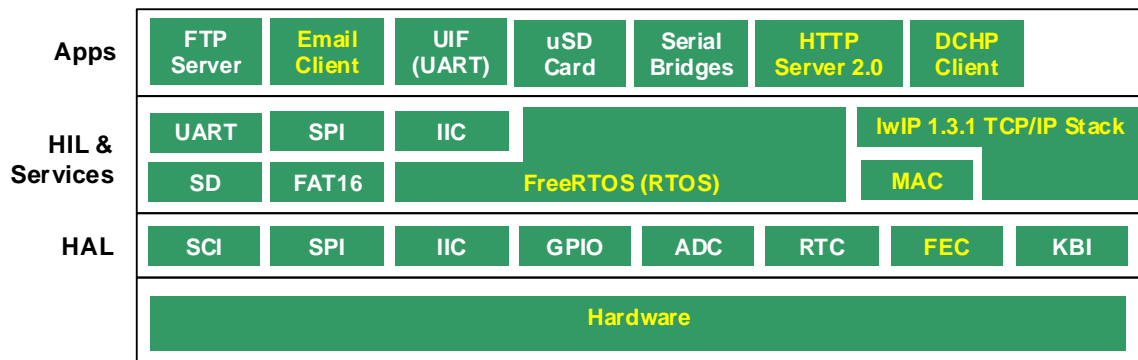 Apps
FTP
Server
Email
Client
UIF
(UART)
uSD
Card
Serial
Bridges
HTTP
Server 2.0
DCHP
Client
HIL &
Services
UART
SPI
IIC
lwIP 1.3.1 TCP/IP Stack
SD
FAT16
FreeRTOS (RTOS)
MAC
HAL
SCI
SPI
IIC
GPIO
ADC
RTC
FEC
KBI
Hardware